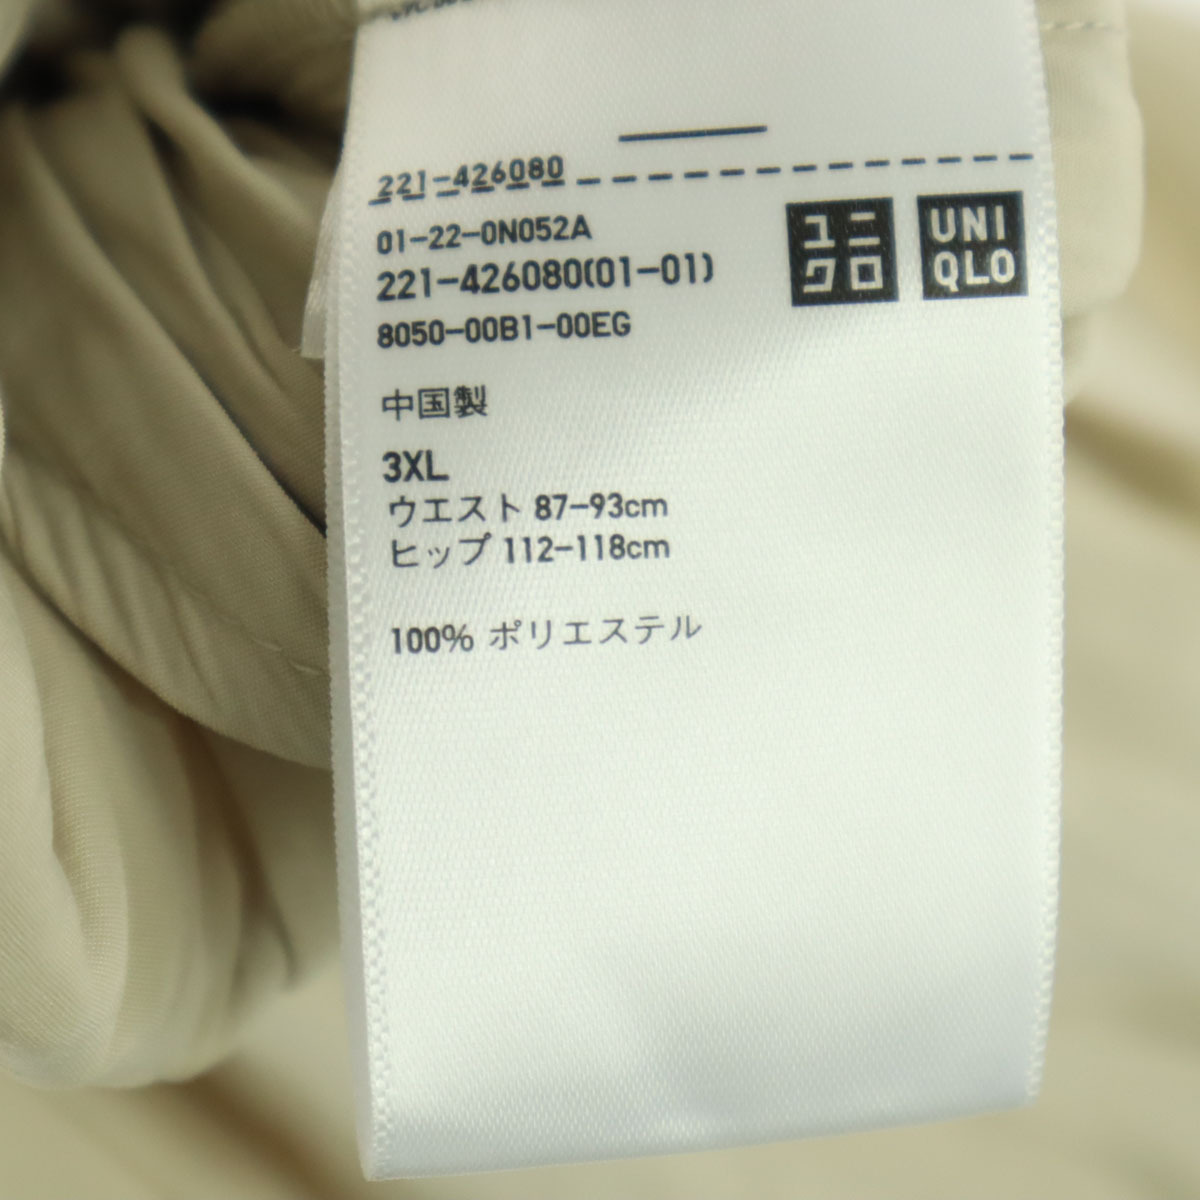 221-426080
01-22-0N052A
221-426080(01-01)
8050-00B1-00EG
ユニ
クロ
UNI
QLO
中国製
3XL
ウエスト 87-93cm
ヒップ 112-118cm
100% ポリエステル